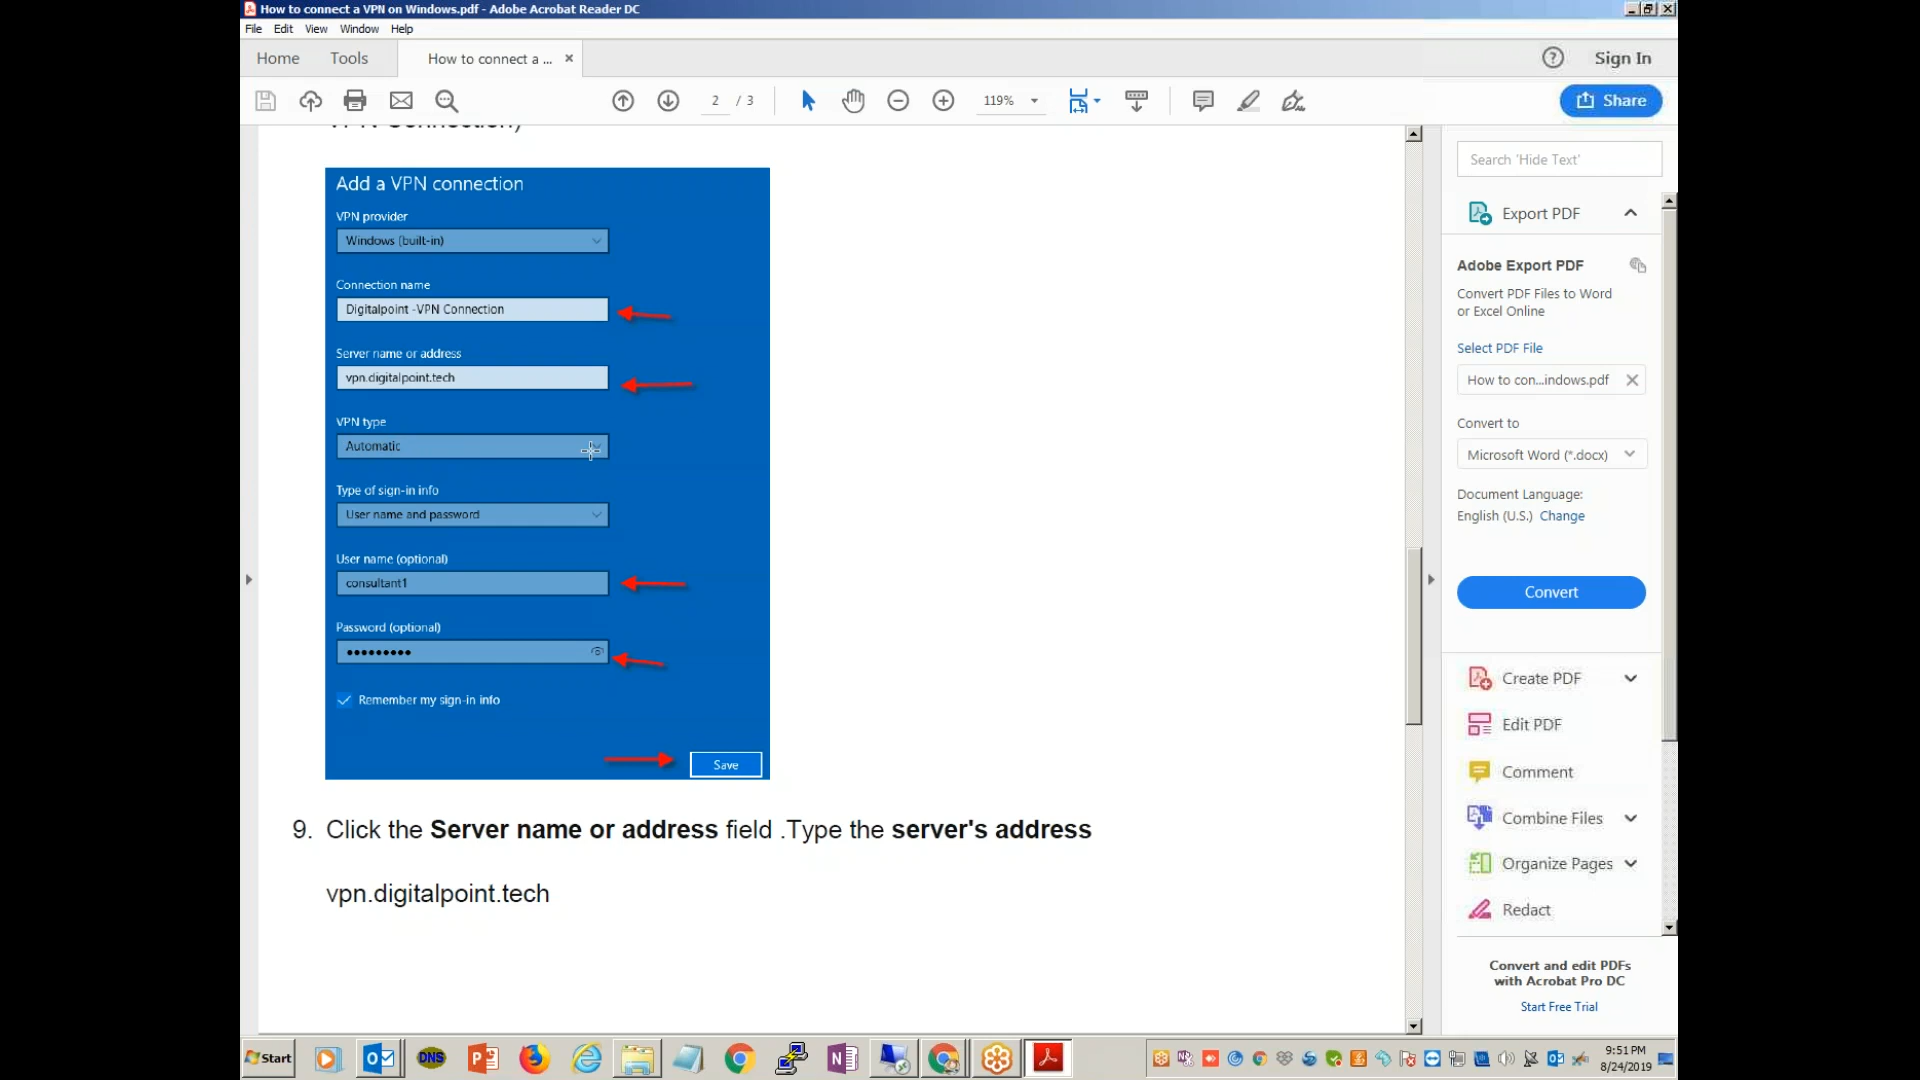 How to connect a VPN on Windows.pdf - Adobe Acrobat Reader DC
File Edit View Window Help
Home Tools How to connect a ... × Sign In
2 / 3 119% Share
VPN Connection)
Add a VPN connection
VPN provider
Windows (built-in)
Connection name
Digitalpoint -VPN Connection
Server name or address
vpn.digitalpoint.tech
VPN type
Automatic
Type of sign-in info
User name and password
User name (optional)
consultant1
Password (optional)
•••••••••
Remember my sign-in info
Save
9. Click the Server name or address field .Type the server's address
vpn.digitalpoint.tech
Search 'Hide Text'
Export PDF
Adobe Export PDF
Convert PDF Files to Word
or Excel Online
Select PDF File
How to con...indows.pdf
Convert to
Microsoft Word (*.docx)
Document Language:
English (U.S.) Change
Convert
Create PDF
Edit PDF
Comment
Combine Files
Organize Pages
Redact
Convert and edit PDFs
with Acrobat Pro DC
Start Free Trial
Start DNS
9:51 PM
8/24/2019